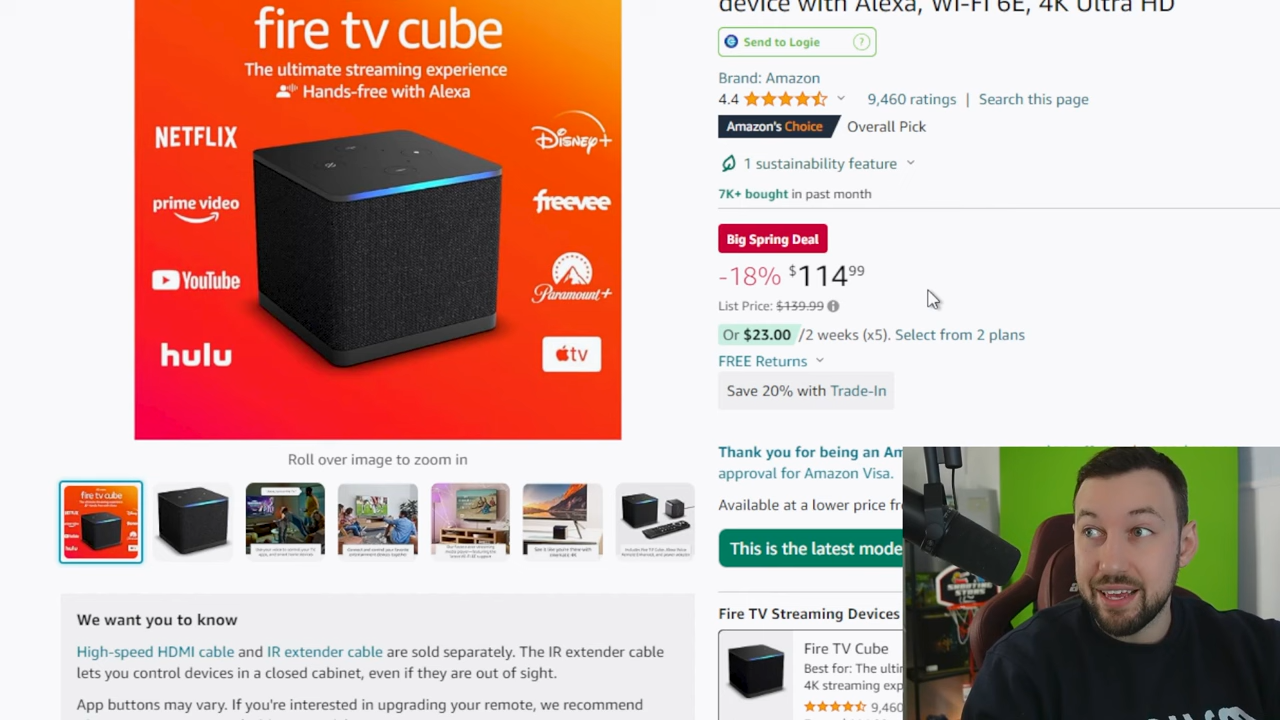 fire tv cube
The ultimate streaming experience
Hands-free with Alexa
NETFLIX
prime video
YouTube
hulu
Disney+
freevee
Paramount+
tv
Roll over image to zoom in
fire tv cube
We want you to know
High-speed HDMI cable and IR extender cable are sold separately. The IR extender cable
lets you control devices in a closed cabinet, even if they are out of sight.
App buttons may vary. If you're interested in upgrading your remote, we recommend
device with Alexa, Wi-Fi 6E, 4K Ultra HD
Send to Logie ?
Brand: Amazon
4.4 9,460 ratings | Search this page
Amazon's Choice Overall Pick
1 sustainability feature
7K+ bought in past month
Big Spring Deal
-18% $114 99
List Price: $139.99
Or $23.00 /2 weeks (x5). Select from 2 plans
FREE Returns
Save 20% with Trade-In
Thank you for being an Am
approval for Amazon Visa.
Available at a lower price fr
This is the latest mode
Fire TV Streaming Devices
Fire TV Cube
Best for: The ulti
4K streaming exp
9,460
SHOOTING
STARS